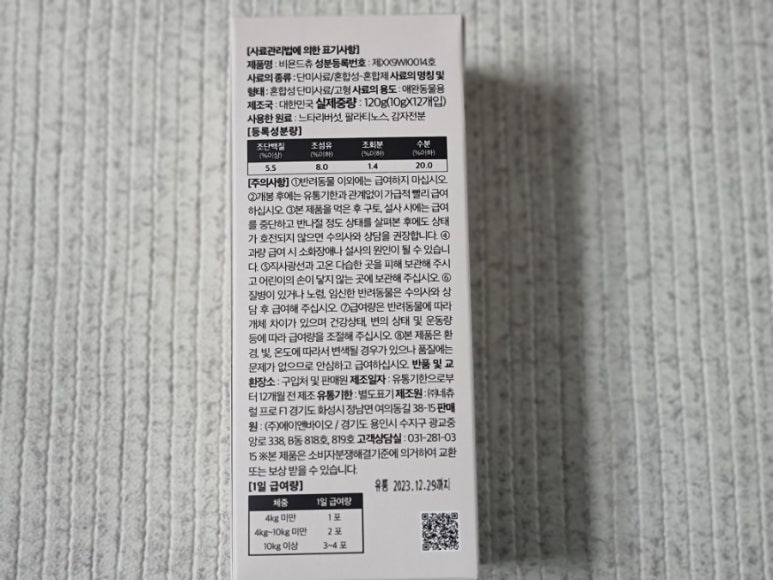 [사료관리법에 의한 표기사항]
제품명 : 비욘드츄 성분등록번호 : 제XX9WI0014호
사료의 종류 : 단미사료/혼합성-혼합제 사료의 명칭 및
형태 : 혼합성 단미사료/고형 사료의 용도 : 애완동물용
제조국 : 대한민국 실제중량 : 120g(10gX12개입)
사용한 원료 : 느타리버섯, 팔라티노스, 감자전분
[등록성분량]
조단백질 조섬유 조회분 수분
(%이상) (%이하) (%이하) (%이하)
5.5 8.0 1.4 20.0
[주의사항] ①반려동물 이외에는 급여하지 마십시오.
②개봉 후에는 유통기한과 관계없이 가급적 빨리 급여
하십시오. ③본 제품을 먹은 후 구토, 설사 시에는 급여
를 중단하고 반나절 정도 상태를 살펴본 후에도 상태
가 호전되지 않으면 수의사와 상담을 권장합니다. ④
과량 급여 시 소화장애나 설사의 원인이 될 수 있습니
다. ⑤직사광선과 고온 다습한 곳을 피해 보관해 주시
고 어린이의 손이 닿지 않는 곳에 보관해 주십시오. ⑥
질병이 있거나 노령, 임신한 반려동물은 수의사와 상
담 후 급여해 주십시오. ⑦급여량은 반려동물에 따라
개체 차이가 있으며 건강상태, 변의 상태 및 운동량
등에 따라 급여량을 조절해 주십시오. ⑧본 제품은 환
경, 빛, 온도에 따라서 변색될 경우가 있으나 품질에는
문제가 없으므로 안심하고 급여하십시오. 반품 및 교
환장소 : 구입처 및 판매원 제조일자 : 유통기한으로부
터 12개월 전 제조 유통기한 : 별도표기 제조원 : ㈜네츄
럴 프로 F1 경기도 화성시 정남면 여의동길 38-15 판매
원 : (주)에이앤바이오 / 경기도 용인시 수지구 광교중
앙로 338, B동 818호, 819호 고객상담실 : 031-281-03
15 ※본 제품은 소비자분쟁해결기준에 의거하여 교환
또는 보상 받을 수 있습니다.
[1일 급여량]
유통 2023.12.29까지
체중 1일 급여량
4kg 미만 1 포
4kg~10kg 미만 2 포
10kg 이상 3~4 포